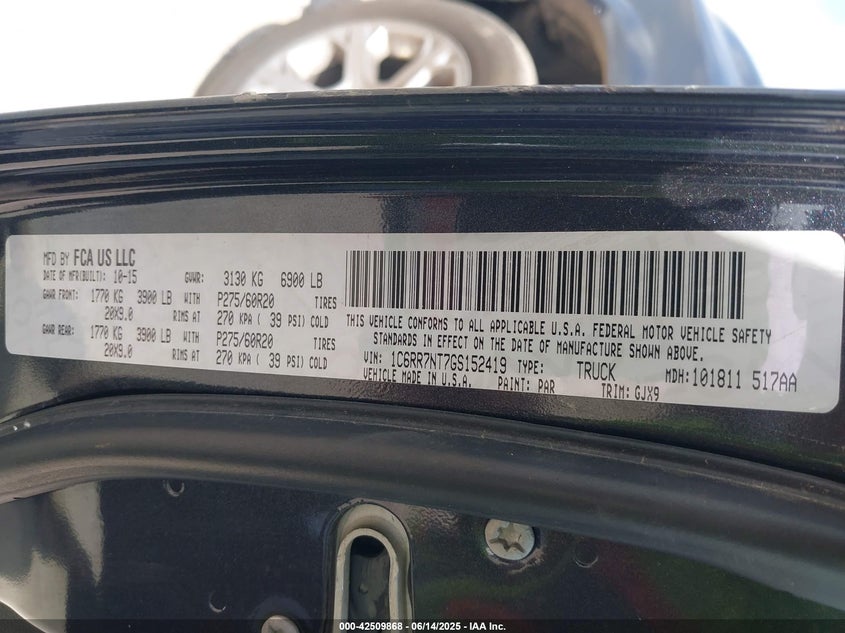 MFD BY FCA US LLC
DATE OF MFR(BUILT): 10-15 GVWR: 3130 KG 6900 LB
GAWR FRONT: 1770 KG 3900 LB WITH P275/60R20 TIRES
20X9.0 RIMS AT 270 KPA ( 39 PSI) COLD
GAWR REAR: 1770 KG 3900 LB WITH P275/60R20 TIRES
20X9.0 RIMS AT 270 KPA ( 39 PSI) COLD
THIS VEHICLE CONFORMS TO ALL APPLICABLE U.S.A. FEDERAL MOTOR VEHICLE SAFETY
STANDARDS IN EFFECT ON THE DATE OF MANUFACTURE SHOWN ABOVE.
VIN: 1C6RR7NT7GS152419 TYPE: TRUCK MDH:101811 517AA
VEHICLE MADE IN U.S.A. PAINT: PAR TRIM: GJX9
000-42509868 - 06/14/2025 - IAA Inc.